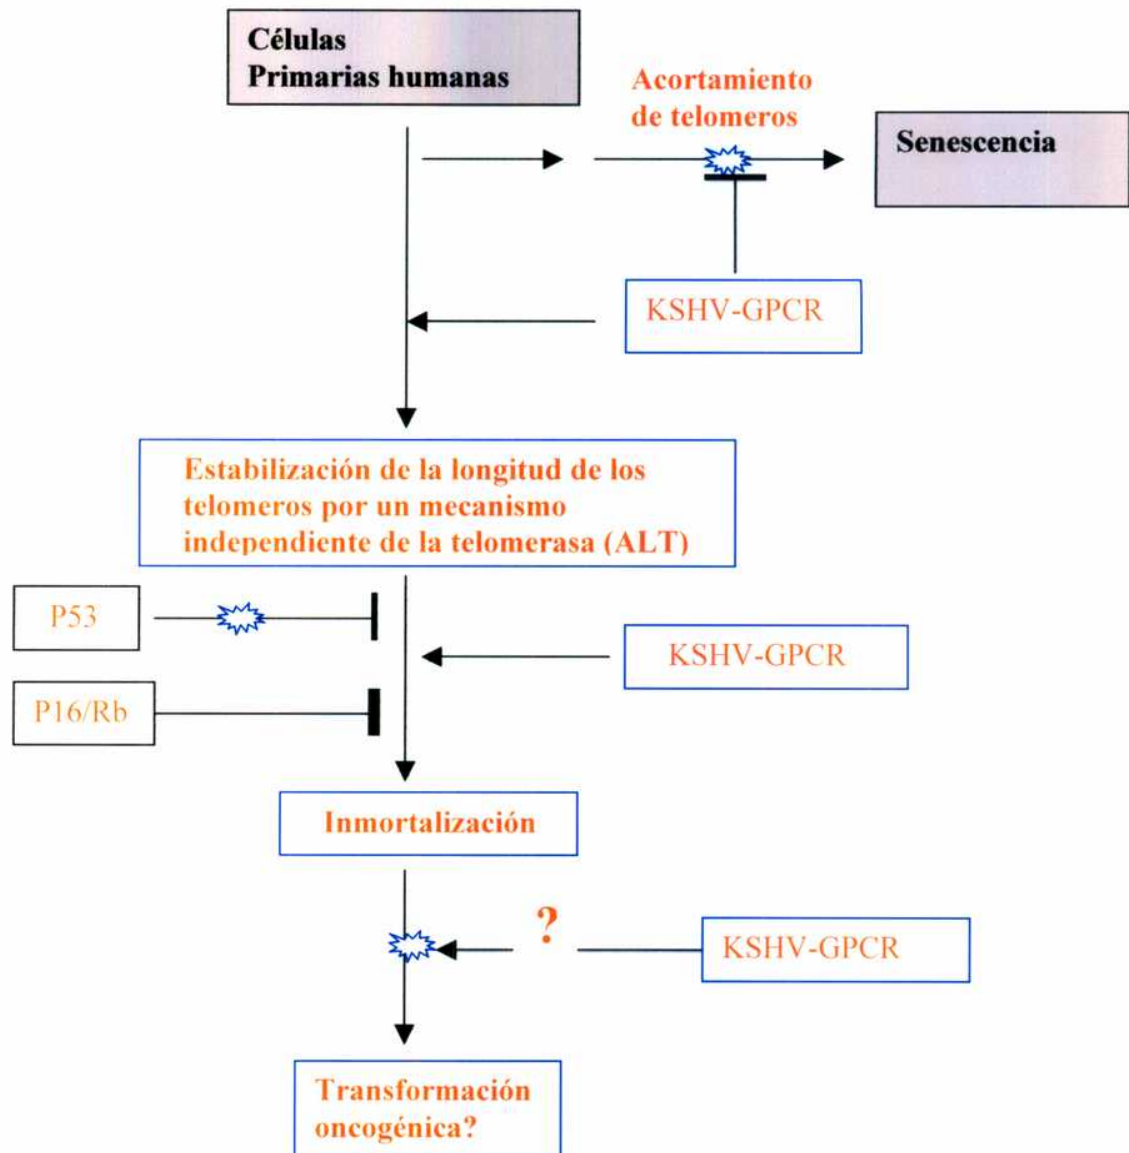 Células
Primarias humanas
Acortamiento
de telomeros
Senescencia
KSHV-GPCR
Estabilización de la longitud de los
telomeros por un mecanismo
independiente de la telomerasa (ALT)
P53
KSHV-GPCR
P16/Rb
Inmortalización
?
KSHV-GPCR
Transformación
oncogénica?